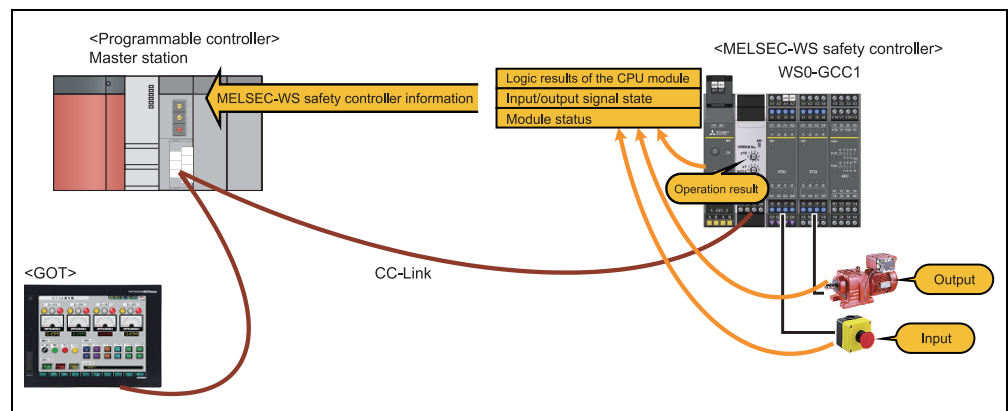 <Programmable controller>
Master station
MELSEC-WS safety controller information
Logic results of the CPU module
Input/output signal state
Module status
<MELSEC-WS safety controller>
WS0-GCC1
Operation result
CC-Link
<GOT>
Output
Input